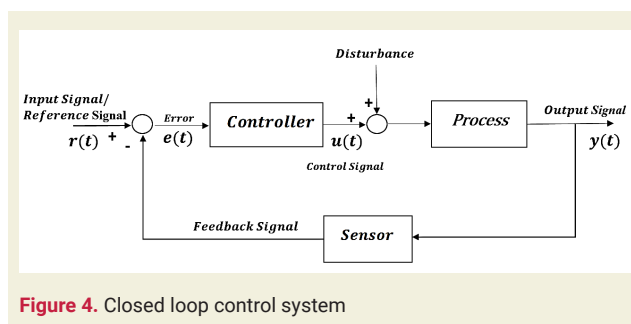 Disturbance
Input Signal/
Reference Signal
r(t) + -
Error
e(t)
Controller
+
u(t)
Control Signal
+
Process
Output Signal
y(t)
Feedback Signal
Sensor
Figure 4. Closed loop control system